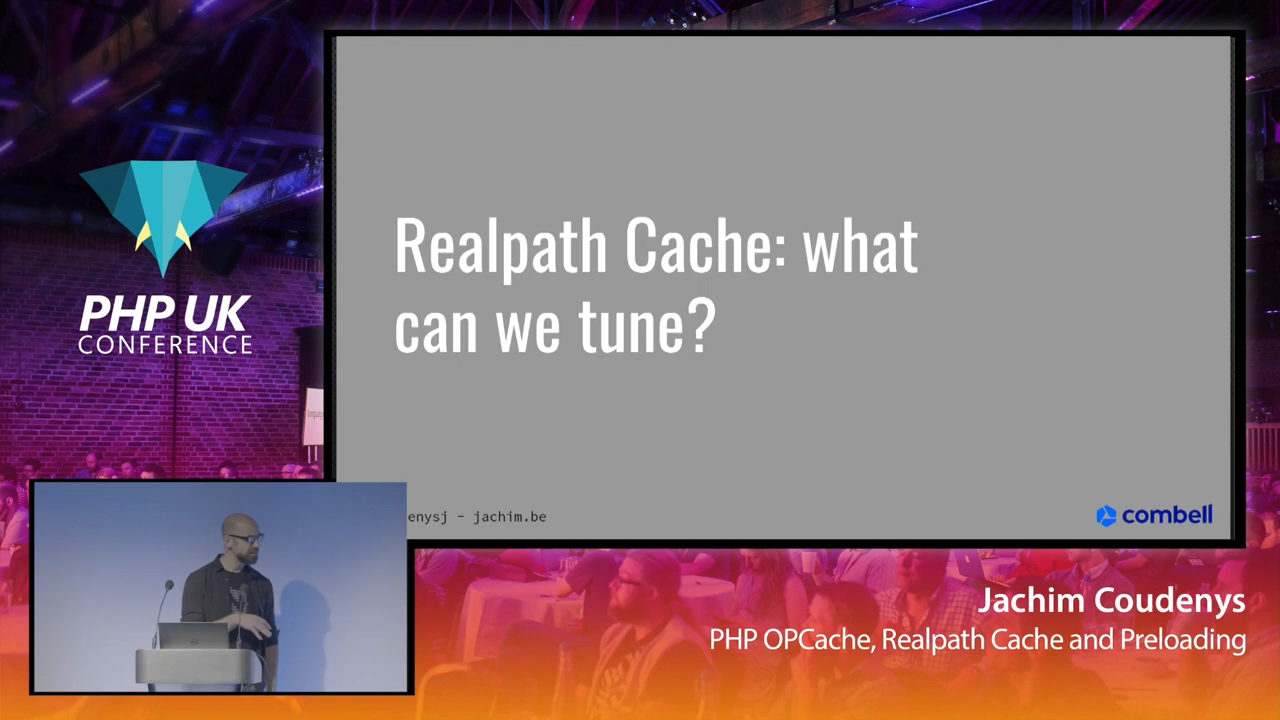 PHP UK
CONFERENCE
Realpath Cache: what
can we tune?
enysj - jachim.be
combell
Jachim Coudenys
PHP OPCache, Realpath Cache and Preloading